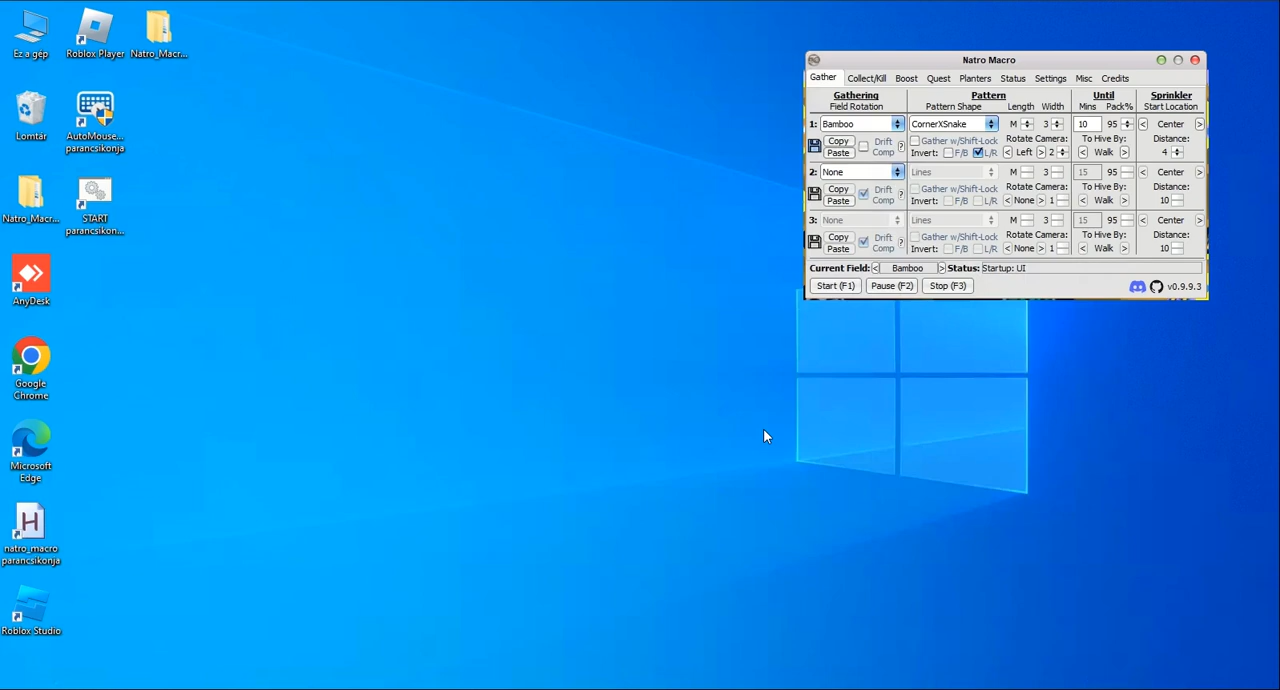 Ez a gép
Roblox Player
Natro_Macr...
Lomtár
AutoMouse...
parancsikonja
Natro_Macr...
START
parancsikon...
AnyDesk
Google
Chrome
Microsoft
Edge
natro_macro
parancsikonja
Roblox Studio
Natro Macro
Gather Collect/Kill Boost Quest Planters Status Settings Misc Credits
Gathering Pattern Until Sprinkler
Field Rotation Pattern Shape Length Width Mins Pack% Start Location
1: Bamboo CornerXSnake M 3 10 95 < Center >
Copy Drift ? Gather w/Shift-Lock Rotate Camera: To Hive By: Distance:
Paste Comp Invert: F/B L/R < Left > 2 < Walk > 4
2: None Lines M 3 15 95 < Center >
Copy Drift ? Gather w/Shift-Lock Rotate Camera: To Hive By: Distance:
Paste Comp Invert: F/B L/R < None > 1 < Walk > 10
3: None Lines M 3 15 95 < Center >
Copy Drift ? Gather w/Shift-Lock Rotate Camera: To Hive By: Distance:
Paste Comp Invert: F/B L/R < None > 1 < Walk > 10
Current Field: < Bamboo > Status: Startup: UI
Start (F1) Pause (F2) Stop (F3) v0.9.9.3